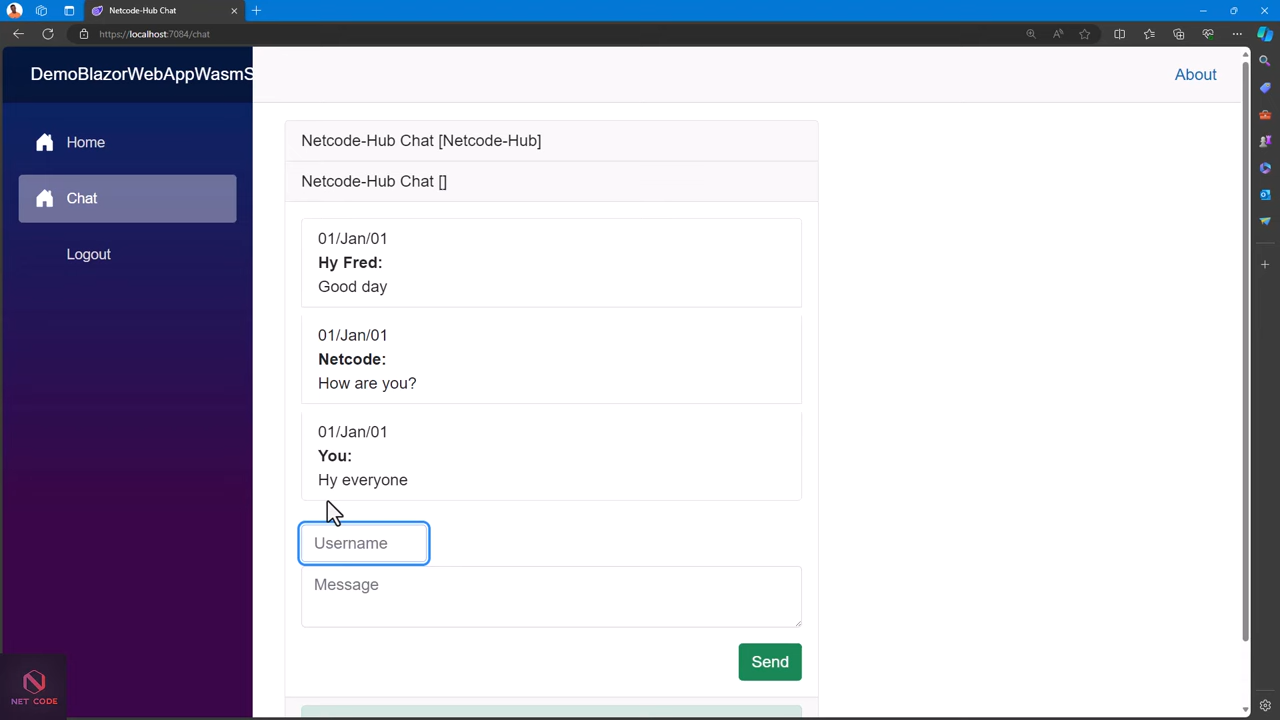 Netcode-Hub Chat
https://localhost:7084/chat
DemoBlazorWebAppWasmS
About
Home
Chat
Logout
Netcode-Hub Chat [Netcode-Hub]
Netcode-Hub Chat []
01/Jan/01
Hy Fred:
Good day
01/Jan/01
Netcode:
How are you?
01/Jan/01
You:
Hy everyone
Username
Message
Send
NET CODE